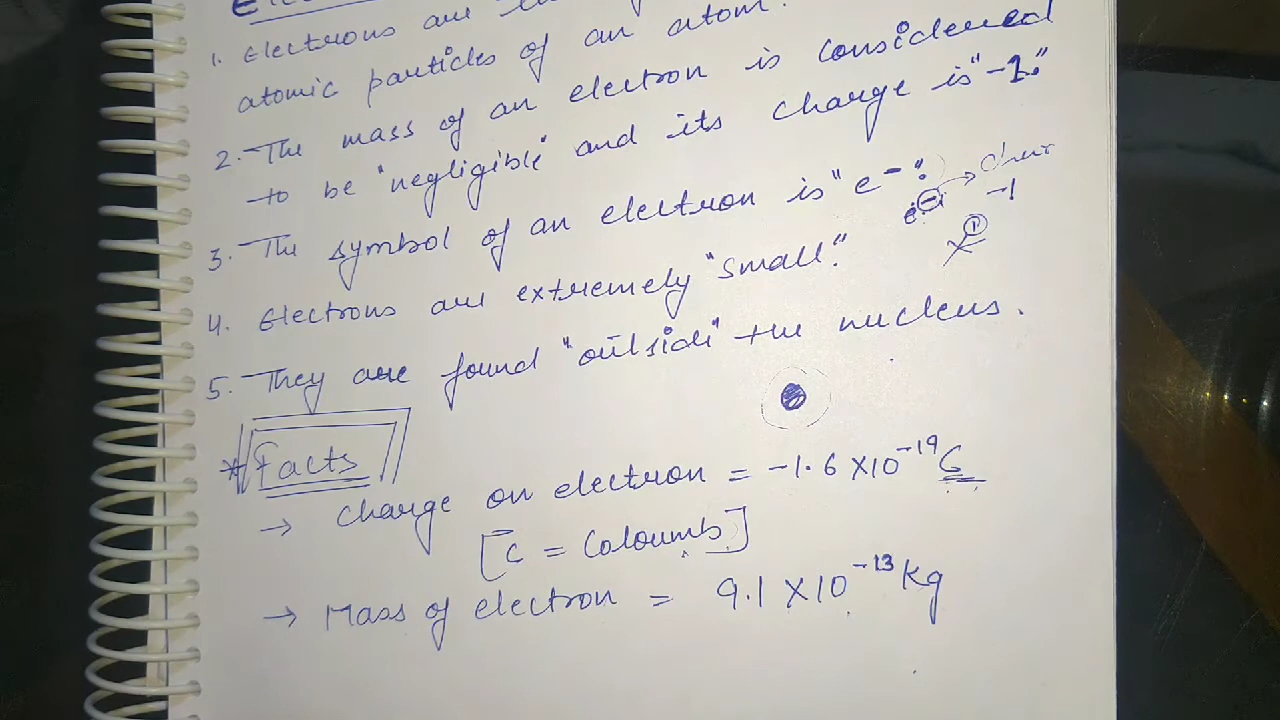 1. Electrons are
atomic particles of an atom.
2. The mass of an electron is considered
to be "negligible" and its charge is "-1."
3. The symbol of an electron is "e-".
e- → -1
4. Electrons are extremely "small".
5. They are found "outside" the nucleus.
* Facts
→ Charge on electron = -1.6 X10-19 C
[C = Coloumb]
→ Mass of electron = 9.1 X10-13 kg